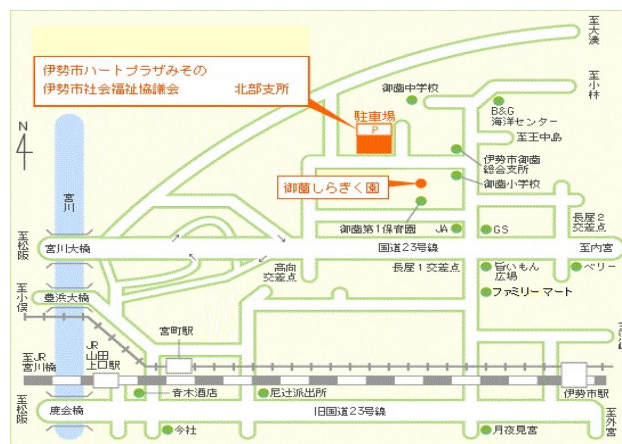 伊勢市ハートプラザみその
伊勢市社会福祉協議会 北部支所
至大湊
至小林
御薗中学校
B&G
海洋センター
駐車場
P
至王中島
伊勢市御薗
総合支所
御薗小学校
御薗しらぎく園
N
宮川
御薗第1保育園
JA
GS
長屋2
交差点
至松阪
宮川大橋
国道23号線
至内宮
高向
交差点
長屋1交差点
旨いもん
広場
ベリー
至小俣
豊浜大橋
ファミリーマート
宮町駅
至JR
宮川橋
JR
山田
上口駅
伊勢市駅
青木酒店
尼辻派出所
至松阪
度会橋
旧国道23号線
至外宮
今社
月夜見宮